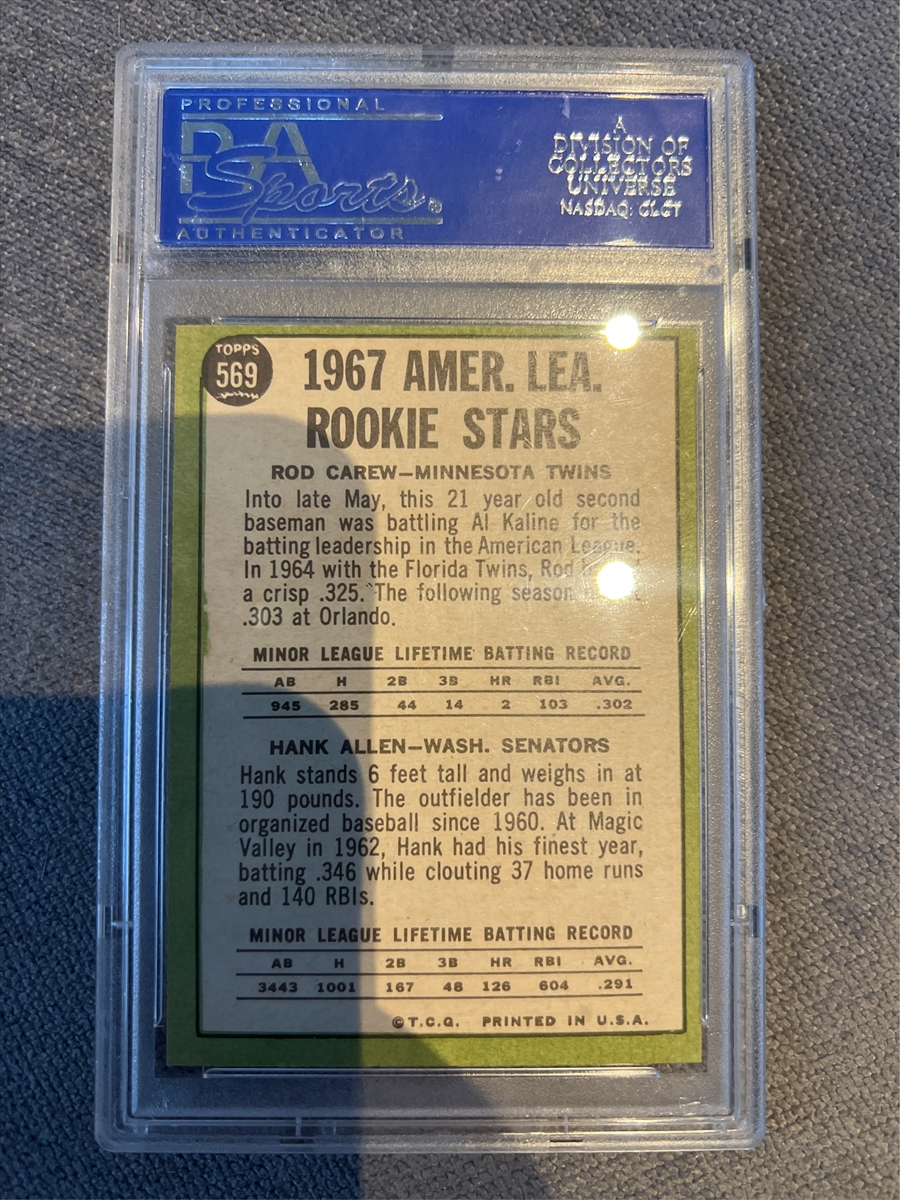 PROFESSIONAL
PSA
Sports®
AUTHENTICATOR
A
DIVISION OF
COLLECTORS
UNIVERSE
NASDAQ: CLCT
TOPPS
569
1967 AMER. LEA.
ROOKIE STARS
ROD CAREW—MINNESOTA TWINS
Into late May, this 21 year old second
baseman was battling Al Kaline for the
batting leadership in the American League.
In 1964 with the Florida Twins, Rod
a crisp .325. The following season
.303 at Orlando.
MINOR LEAGUE LIFETIME BATTING RECORD
AB H 2B 3B HR RBI AVG.
945 285 44 14 2 103 .302
HANK ALLEN—WASH. SENATORS
Hank stands 6 feet tall and weighs in at
190 pounds. The outfielder has been in
organized baseball since 1960. At Magic
Valley in 1962, Hank had his finest year,
batting .346 while clouting 37 home runs
and 140 RBIs.
MINOR LEAGUE LIFETIME BATTING RECORD
AB H 2B 3B HR RBI AVG.
3443 1001 167 48 126 604 .291
©T.C.G. PRINTED IN U.S.A.